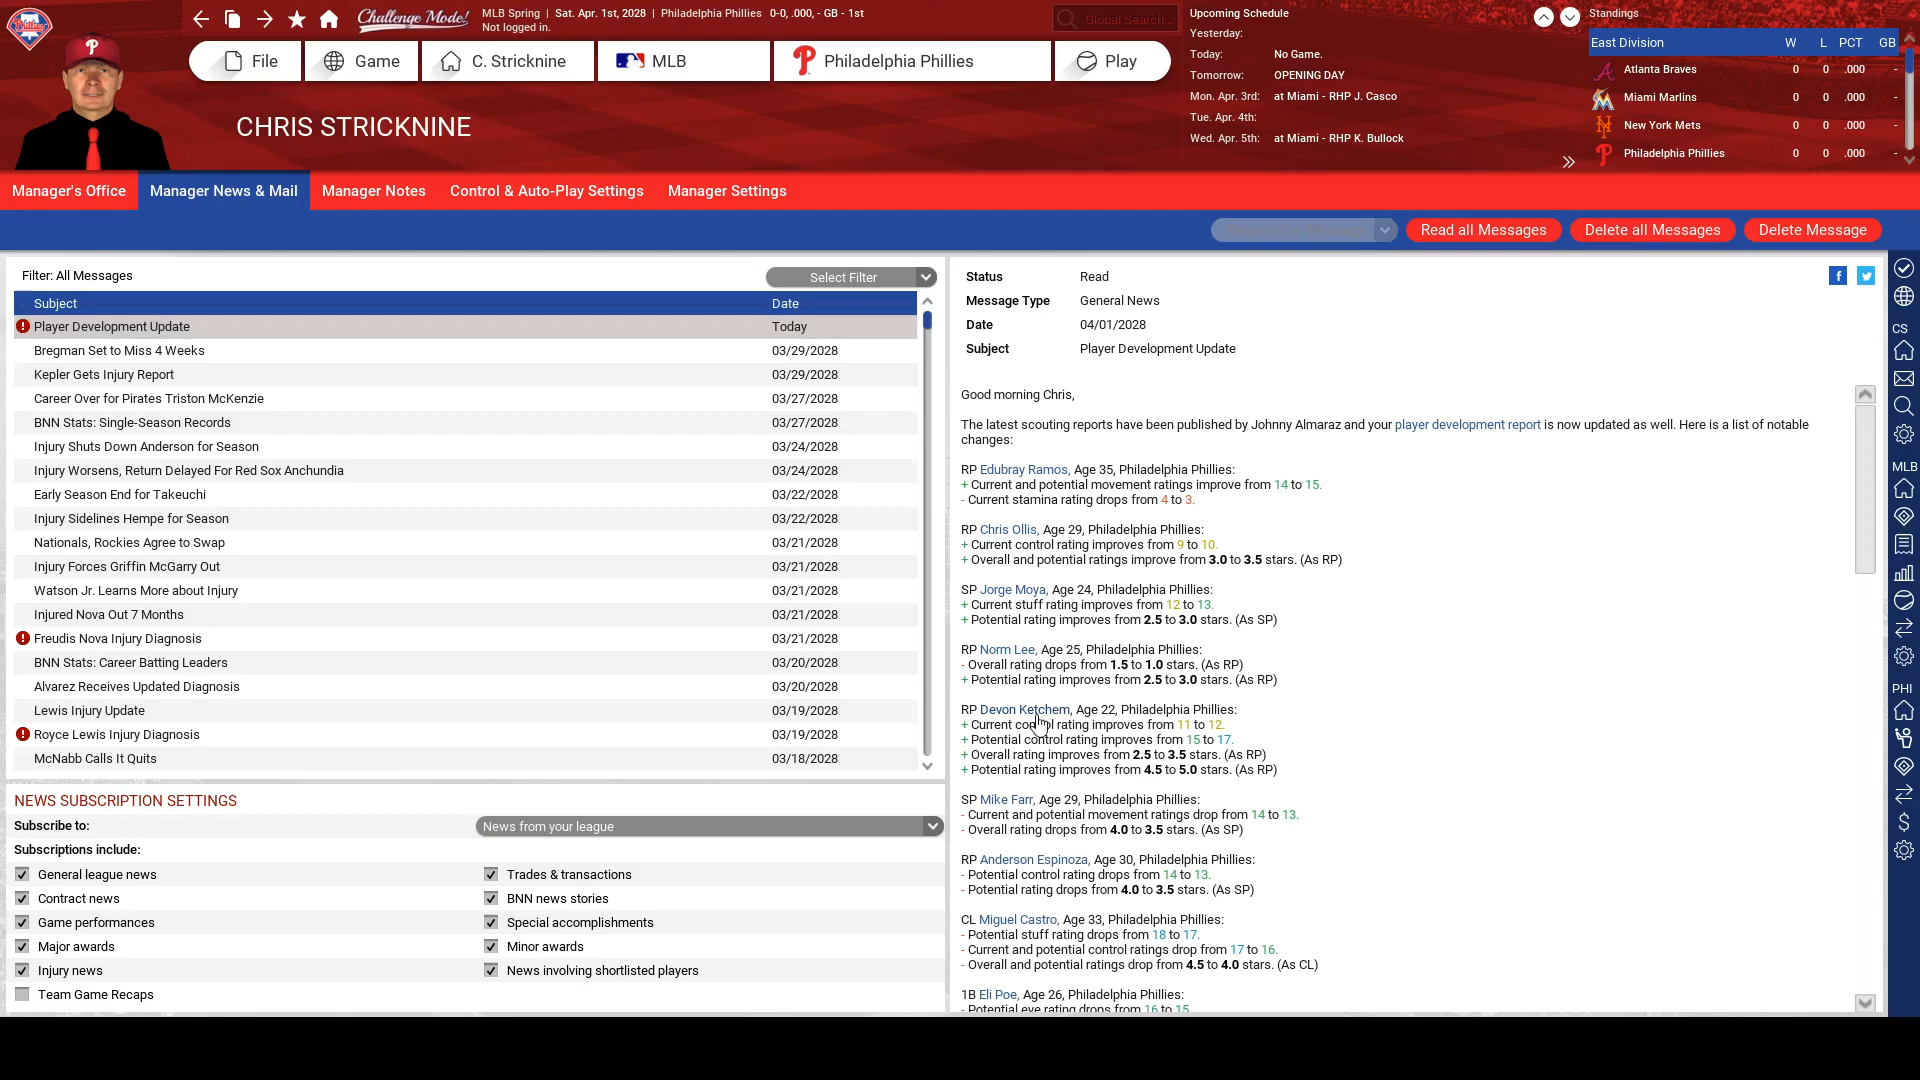 Challenge Mode!
MLB Spring | Sat. Apr. 1st, 2028 | Philadelphia Phillies 0-0, .000, - GB - 1st
Not logged in.
Global Search...
File
Game
C. Stricknine
MLB
Philadelphia Phillies
Play
CHRIS STRICKNINE
Upcoming Schedule
Yesterday:
Today: No Game.
Tomorrow: OPENING DAY
Mon. Apr. 3rd: at Miami - RHP J. Casco
Tue. Apr. 4th:
Wed. Apr. 5th: at Miami - RHP K. Bullock
Standings
East Division W L PCT GB
Atlanta Braves 0 0 .000 -
Miami Marlins 0 0 .000 -
New York Mets 0 0 .000 -
Philadelphia Phillies 0 0 .000 -
Manager's Office
Manager News & Mail
Manager Notes
Control & Auto-Play Settings
Manager Settings
Read all Messages
Delete all Messages
Delete Message
Filter: All Messages
Select Filter
Subject Date
Player Development Update Today
Bregman Set to Miss 4 Weeks 03/29/2028
Kepler Gets Injury Report 03/29/2028
Career Over for Pirates Triston McKenzie 03/27/2028
BNN Stats: Single-Season Records 03/27/2028
Injury Shuts Down Anderson for Season 03/24/2028
Injury Worsens, Return Delayed For Red Sox Anchundia 03/24/2028
Early Season End for Takeuchi 03/22/2028
Injury Sidelines Hempe for Season 03/22/2028
Nationals, Rockies Agree to Swap 03/21/2028
Injury Forces Griffin McGarry Out 03/21/2028
Watson Jr. Learns More about Injury 03/21/2028
Injured Nova Out 7 Months 03/21/2028
Freudis Nova Injury Diagnosis 03/21/2028
BNN Stats: Career Batting Leaders 03/20/2028
Alvarez Receives Updated Diagnosis 03/20/2028
Lewis Injury Update 03/19/2028
Royce Lewis Injury Diagnosis 03/19/2028
McNabb Calls It Quits 03/18/2028
NEWS SUBSCRIPTION SETTINGS
Subscribe to: News from your league
Subscriptions include:
General league news Trades & transactions
Contract news BNN news stories
Game performances Special accomplishments
Major awards Minor awards
Injury news News involving shortlisted players
Team Game Recaps
Status Read
Message Type General News
Date 04/01/2028
Subject Player Development Update
Good morning Chris,
The latest scouting reports have been published by Johnny Almaraz and your player development report is now updated as well. Here is a list of notable
changes:
RP Edubray Ramos, Age 35, Philadelphia Phillies:
+ Current and potential movement ratings improve from 14 to 15.
- Current stamina rating drops from 4 to 3.
RP Chris Ollis, Age 29, Philadelphia Phillies:
+ Current control rating improves from 9 to 10.
+ Overall and potential ratings improve from 3.0 to 3.5 stars. (As RP)
SP Jorge Moya, Age 24, Philadelphia Phillies:
+ Current stuff rating improves from 12 to 13.
+ Potential rating improves from 2.5 to 3.0 stars. (As SP)
RP Norm Lee, Age 25, Philadelphia Phillies:
- Overall rating drops from 1.5 to 1.0 stars. (As RP)
+ Potential rating improves from 2.5 to 3.0 stars. (As RP)
RP Devon Ketchem, Age 22, Philadelphia Phillies:
+ Current control rating improves from 11 to 12.
+ Potential control rating improves from 15 to 17.
+ Overall rating improves from 2.5 to 3.5 stars. (As RP)
+ Potential rating improves from 4.5 to 5.0 stars. (As RP)
SP Mike Farr, Age 29, Philadelphia Phillies:
- Current and potential movement ratings drop from 14 to 13.
- Overall rating drops from 4.0 to 3.5 stars. (As SP)
RP Anderson Espinoza, Age 30, Philadelphia Phillies:
- Potential control rating drops from 14 to 13.
- Potential rating drops from 4.0 to 3.5 stars. (As SP)
CL Miguel Castro, Age 33, Philadelphia Phillies:
- Potential stuff rating drops from 18 to 17.
- Current and potential control ratings drop from 17 to 16.
- Overall and potential ratings drop from 4.5 to 4.0 stars. (As CL)
1B Eli Poe, Age 26, Philadelphia Phillies:
- Potential eye rating drops from 16 to 15.
CS
MLB
PHI